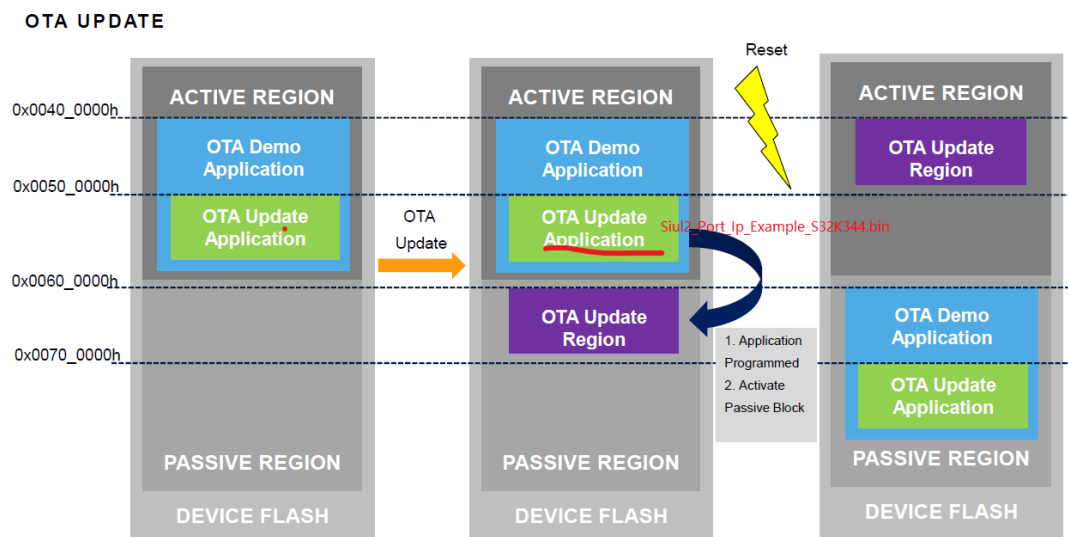 OTA UPDATE
Reset
ACTIVE REGION
ACTIVE REGION
ACTIVE REGION
0x0040_0000h
OTA Demo
Application
OTA Demo
Application
OTA Update
Region
0x0050_0000h
OTA Update
Application
OTA
Update
OTA Update
Application
Siul2_Port_Ip_Example_S32K344.bin
0x0060_0000h
OTA Update
Region
OTA Demo
Application
0x0070_0000h
1. Application
Programmed
2. Activate
Passive Block
OTA Update
Application
PASSIVE REGION
PASSIVE REGION
PASSIVE REGION
DEVICE FLASH
DEVICE FLASH
DEVICE FLASH